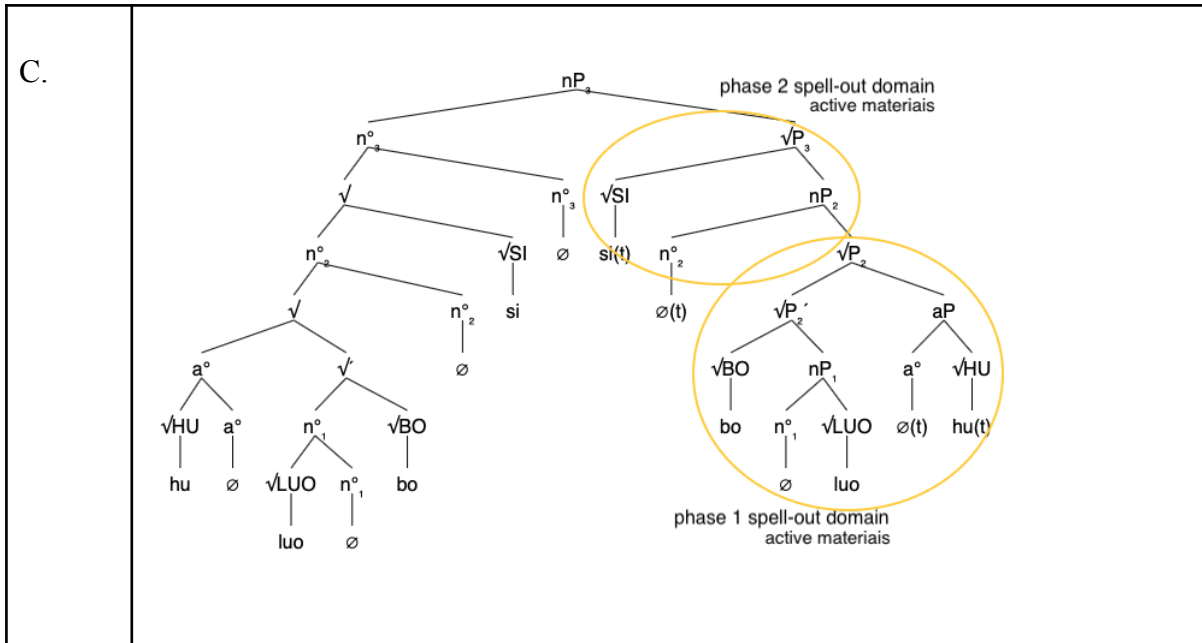 C.
nP₃
phase 2 spell-out domain
active materiais
n°₃ √P₃
√ n°₃ √SI nP₂
n°₂ √SI ∅ si(t) n°₂ √P₂
√ n°₂ si ∅(t) √P₂´ aP
a° √´ ∅ √BO nP₁ a° √HU
√HU a° n°₁ √BO bo n°₁ √LUO ∅(t) hu(t)
hu ∅ √LUO n°₁ bo ∅ luo
phase 1 spell-out domain
active materiais
luo ∅